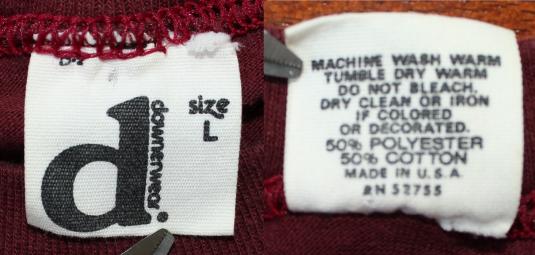 size
L
d
downerwear®
MACHINE WASH WARM
TUMBLE DRY WARM
DO NOT BLEACH.
DRY CLEAN OR IRON
IF COLORED
OR DECORATED.
50% POLYESTER
50% COTTON
MADE IN U.S.A.
RN 52755